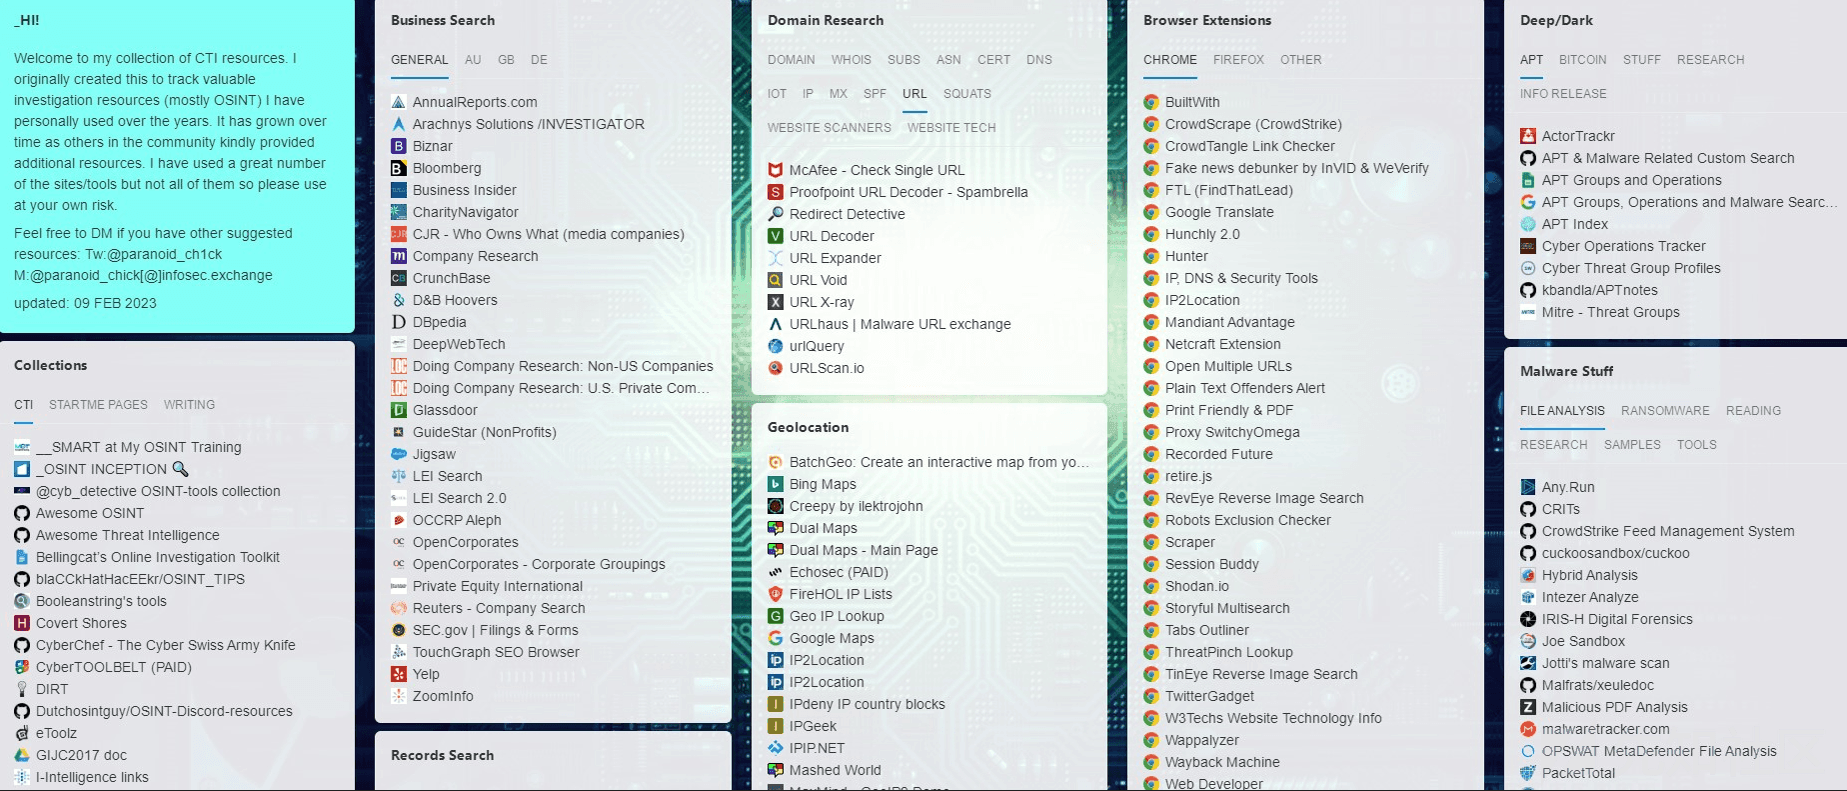 _HI!
Welcome to my collection of CTI resources. I
originally created this to track valuable
investigation resources (mostly OSINT) I have
personally used over the years. It has grown over
time as others in the community kindly provided
additional resources. I have used a great number
of the sites/tools but not all of them so please use
at your own risk.
Feel free to DM if you have other suggested
resources: Tw:@paranoid_ch1ck
M:@paranoid_chick[@]infosec.exchange
updated: 09 FEB 2023
Collections
CTI STARTME PAGES WRITING
__SMART at My OSINT Training
_OSINT INCEPTION 🔍
@cyb_detective OSINT-tools collection
Awesome OSINT
Awesome Threat Intelligence
Bellingcat's Online Investigation Toolkit
blaCCkHatHacEEkr/OSINT_TIPS
Booleanstring's tools
Covert Shores
CyberChef - The Cyber Swiss Army Knife
CyberTOOLBELT (PAID)
DIRT
Dutchosintguy/OSINT-Discord-resources
eToolz
GIJC2017 doc
I-Intelligence links
Business Search
GENERAL AU GB DE
AnnualReports.com
Arachnys Solutions /INVESTIGATOR
Biznar
Bloomberg
Business Insider
CharityNavigator
CJR - Who Owns What (media companies)
Company Research
CrunchBase
D&B Hoovers
DBpedia
DeepWebTech
Doing Company Research: Non-US Companies
Doing Company Research: U.S. Private Com...
Glassdoor
GuideStar (NonProfits)
Jigsaw
LEI Search
LEI Search 2.0
OCCRP Aleph
OpenCorporates
OpenCorporates - Corporate Groupings
Private Equity International
Reuters - Company Search
SEC.gov | Filings & Forms
TouchGraph SEO Browser
Yelp
ZoomInfo
Records Search
Domain Research
DOMAIN WHOIS SUBS ASN CERT DNS
IOT IP MX SPF URL SQUATS
WEBSITE SCANNERS WEBSITE TECH
McAfee - Check Single URL
Proofpoint URL Decoder - Spambrella
Redirect Detective
URL Decoder
URL Expander
URL Void
URL X-ray
URLhaus | Malware URL exchange
urlQuery
URLScan.io
Geolocation
BatchGeo: Create an interactive map from yo...
Bing Maps
Creepy by ilektrojohn
Dual Maps
Dual Maps - Main Page
Echosec (PAID)
FireHOL IP Lists
Geo IP Lookup
Google Maps
IP2Location
IP2Location
IPdeny IP country blocks
IPGeek
IPIP.NET
Mashed World
MaxMind - GeoIP2 Demo
Browser Extensions
CHROME FIREFOX OTHER
BuiltWith
CrowdScrape (CrowdStrike)
CrowdTangle Link Checker
Fake news debunker by InVID & WeVerify
FTL (FindThatLead)
Google Translate
Hunchly 2.0
Hunter
IP, DNS & Security Tools
IP2Location
Mandiant Advantage
Netcraft Extension
Open Multiple URLs
Plain Text Offenders Alert
Print Friendly & PDF
Proxy SwitchyOmega
Recorded Future
retire.js
RevEye Reverse Image Search
Robots Exclusion Checker
Scraper
Session Buddy
Shodan.io
Storyful Multisearch
Tabs Outliner
ThreatPinch Lookup
TinEye Reverse Image Search
TwitterGadget
W3Techs Website Technology Info
Wappalyzer
Wayback Machine
Web Developer
Deep/Dark
APT BITCOIN STUFF RESEARCH
INFO RELEASE
ActorTrackr
APT & Malware Related Custom Search
APT Groups and Operations
APT Groups, Operations and Malware Searc...
APT Index
Cyber Operations Tracker
Cyber Threat Group Profiles
kbandla/APTnotes
Mitre - Threat Groups
Malware Stuff
FILE ANALYSIS RANSOMWARE READING
RESEARCH SAMPLES TOOLS
Any.Run
CRITs
CrowdStrike Feed Management System
cuckoosandbox/cuckoo
Hybrid Analysis
Intezer Analyze
IRIS-H Digital Forensics
Joe Sandbox
Jotti's malware scan
Malfrats/xeuledoc
Malicious PDF Analysis
malwaretracker.com
OPSWAT MetaDefender File Analysis
PacketTotal